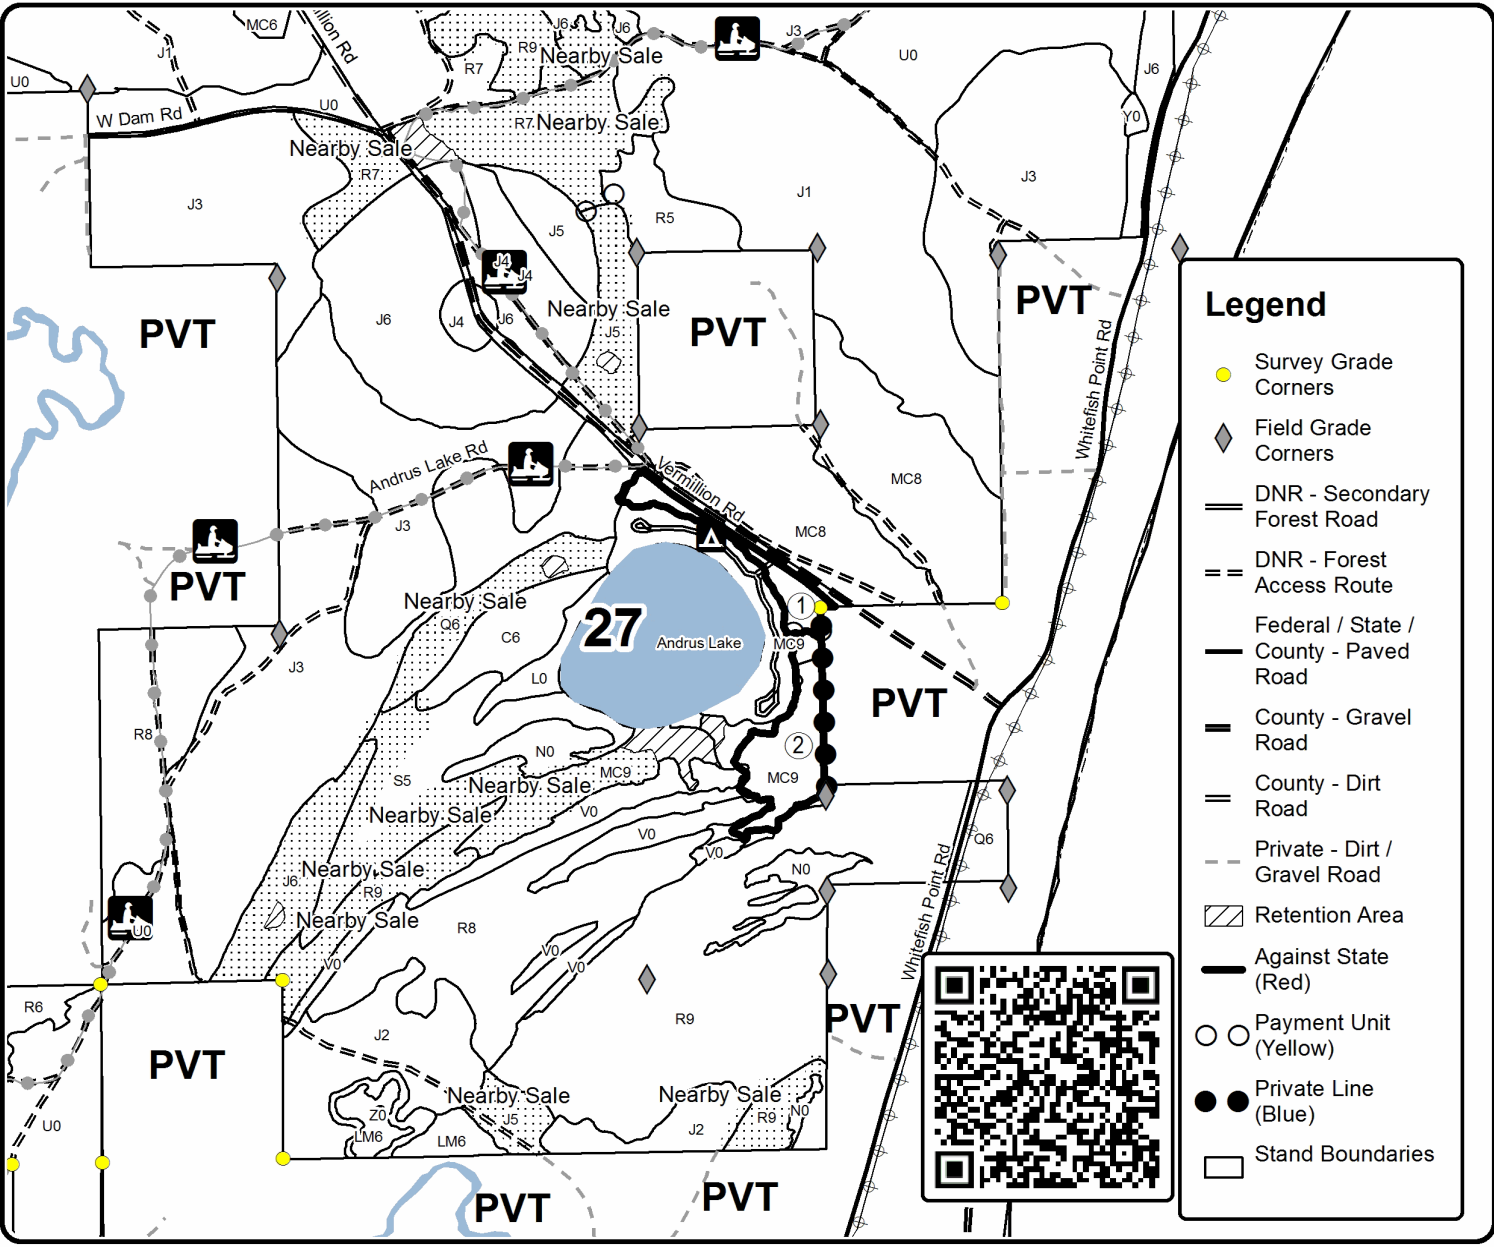 MC6
million Rd
J6
J6
J3
R9
Nearby Sale
U0
J1
R7
J6
U0
U0
W Dam Rd
Y0
R7
Nearby Sale
Nearby Sale
R7
J3
J1
J3
R5
J5
J4
J4
PVT
Nearby Sale
J6
J4
J6
J5
PVT
PVT
Whitefish Point Rd
Andrus Lake Rd
Vermillion Rd
MC8
J3
MC8
PVT
Nearby Sale
1
Q6
C6
27
Andrus Lake
MC9
J3
L0
PVT
R8
N0
2
S5
MC9
MC9
Nearby Sale
Nearby Sale
V0
V0
V0
Q6
Nearby Sale
N0
J6
R9
Whitefish Point Rd
Nearby Sale
U0
R8
V0
V0
V0
R6
R9
PVT
J2
PVT
Nearby Sale
Nearby Sale
Z0
J5
R9
N0
U0
LM6
LM6
J2
PVT
PVT
Legend
Survey Grade
Corners
Field Grade
Corners
DNR - Secondary
Forest Road
DNR - Forest
Access Route
Federal / State /
County - Paved
Road
County - Gravel
Road
County - Dirt
Road
Private - Dirt /
Gravel Road
Retention Area
Against State
(Red)
Payment Unit
(Yellow)
Private Line
(Blue)
Stand Boundaries